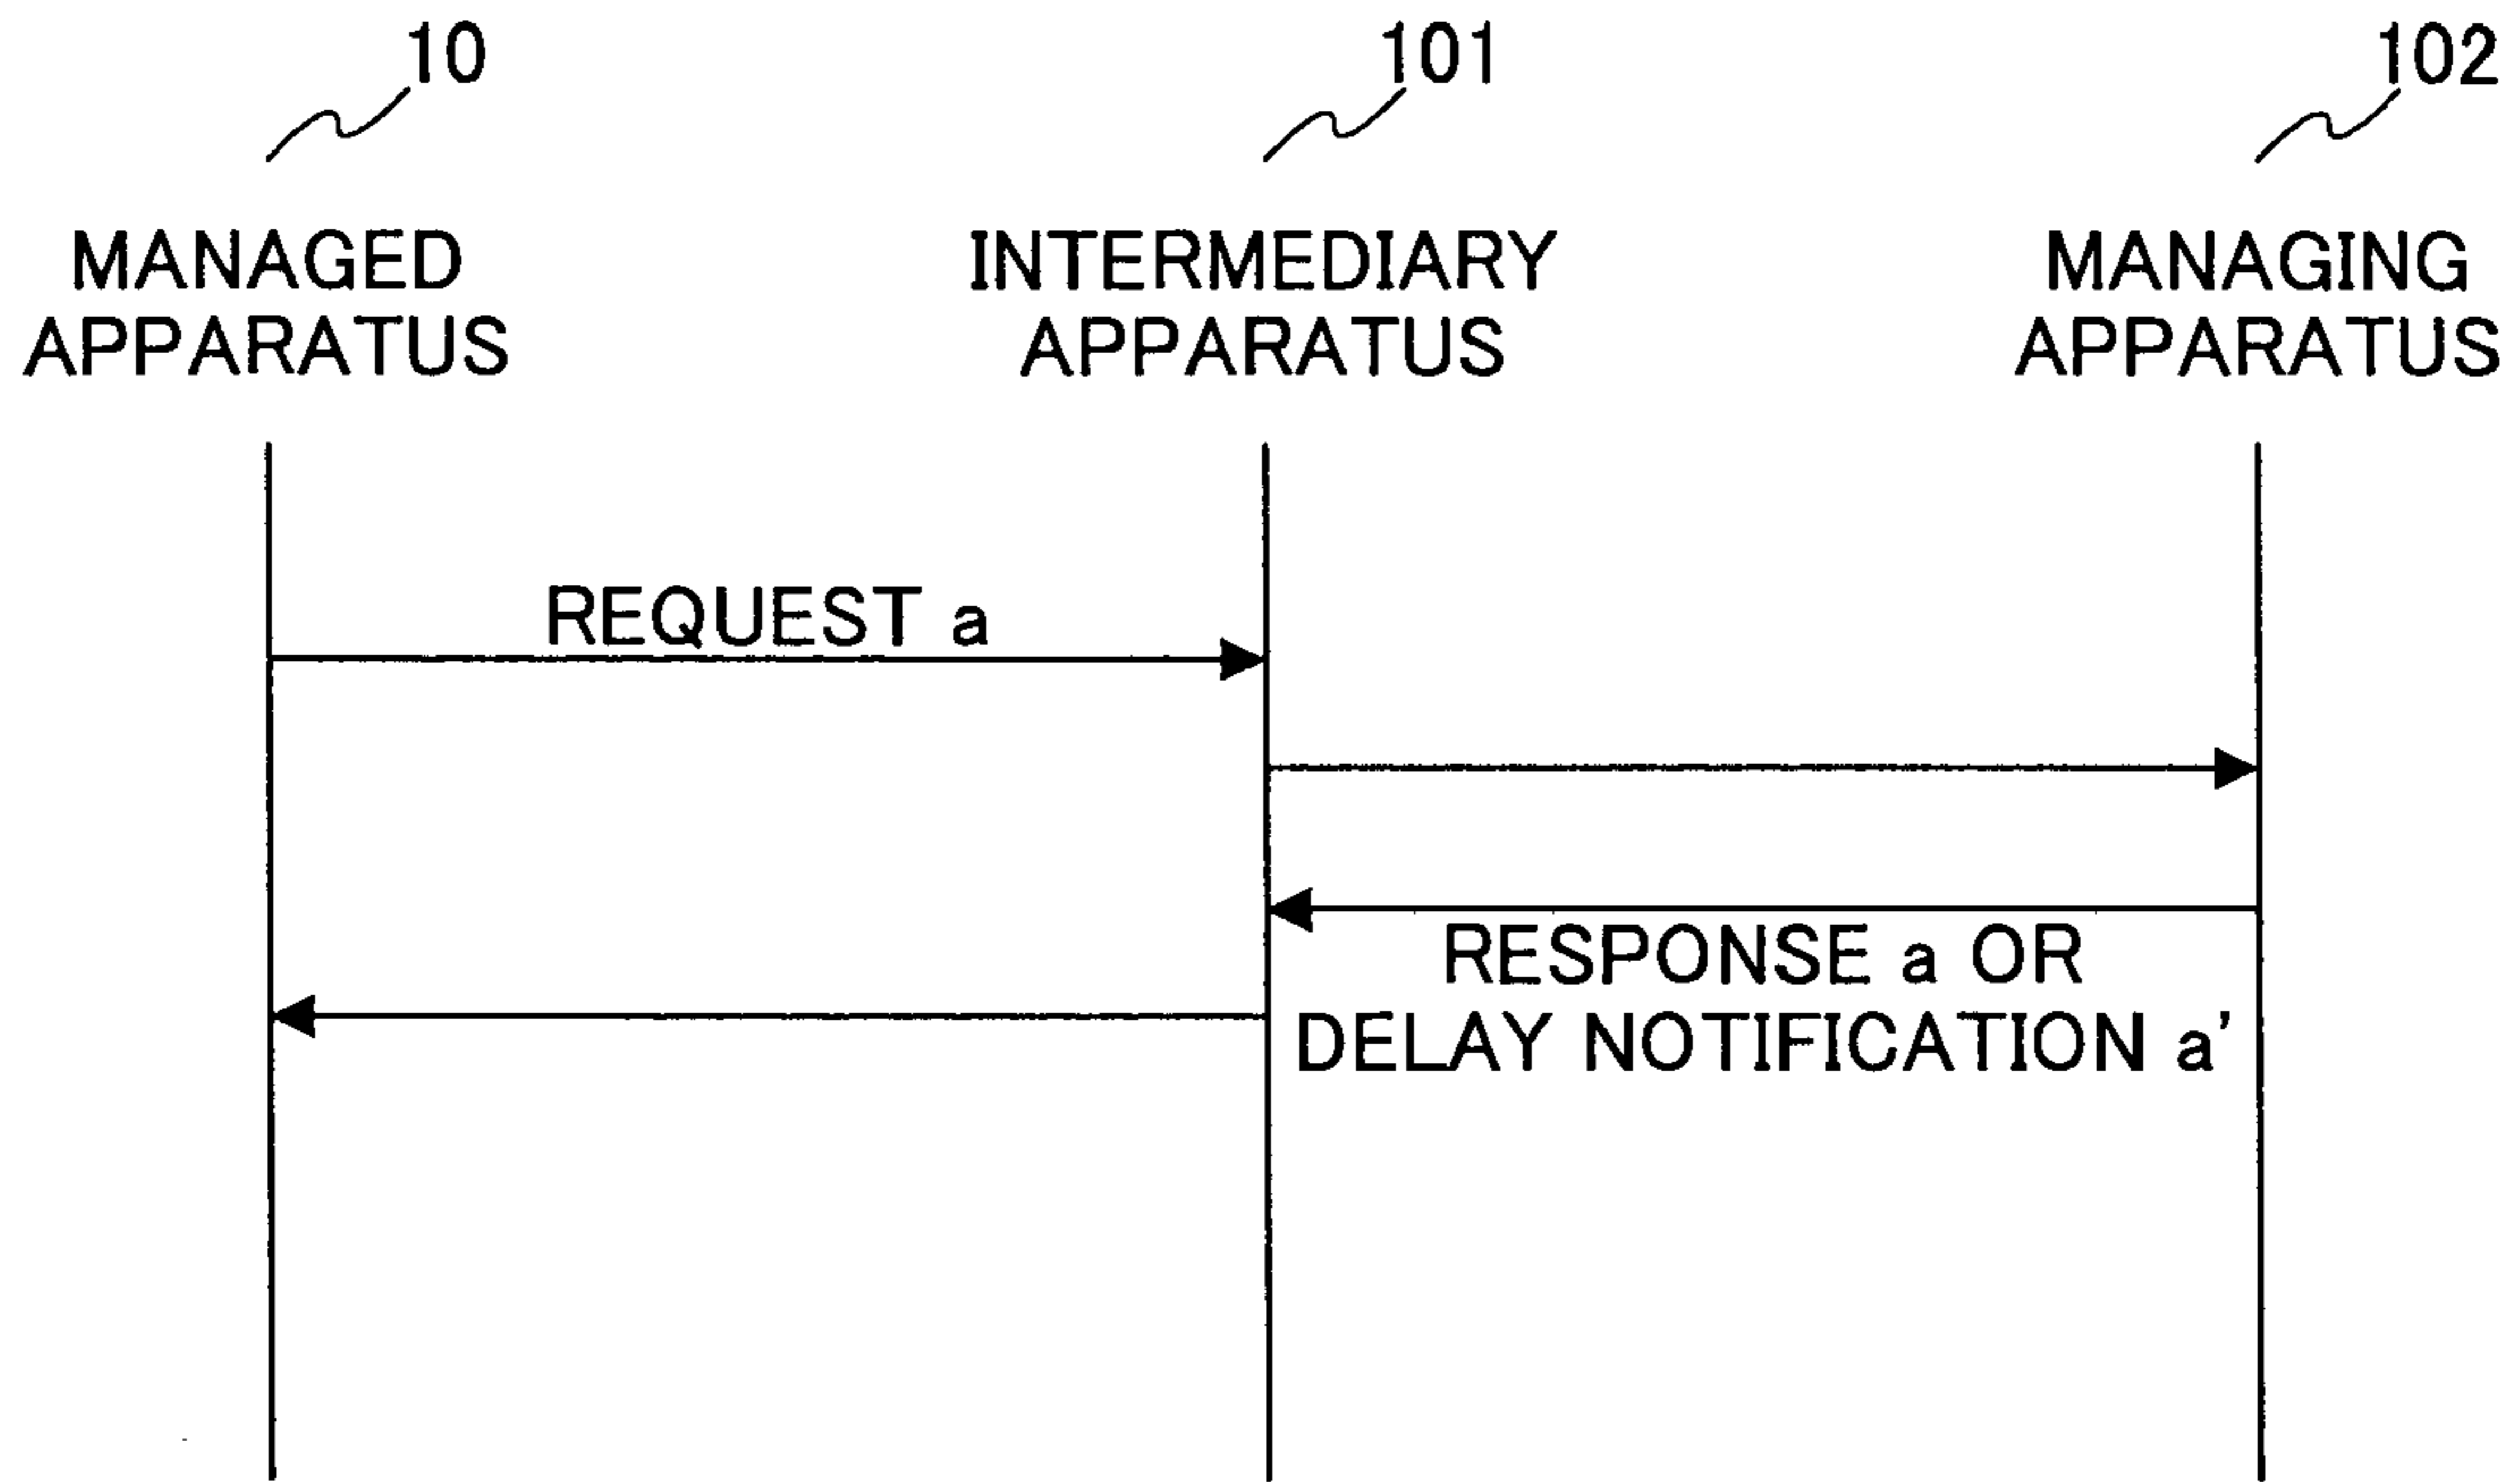 10
101
102
MANAGED
APPARATUS
INTERMEDIARY
APPARATUS
MANAGING
APPARATUS
REQUEST a
RESPONSE a OR
DELAY NOTIFICATION a'